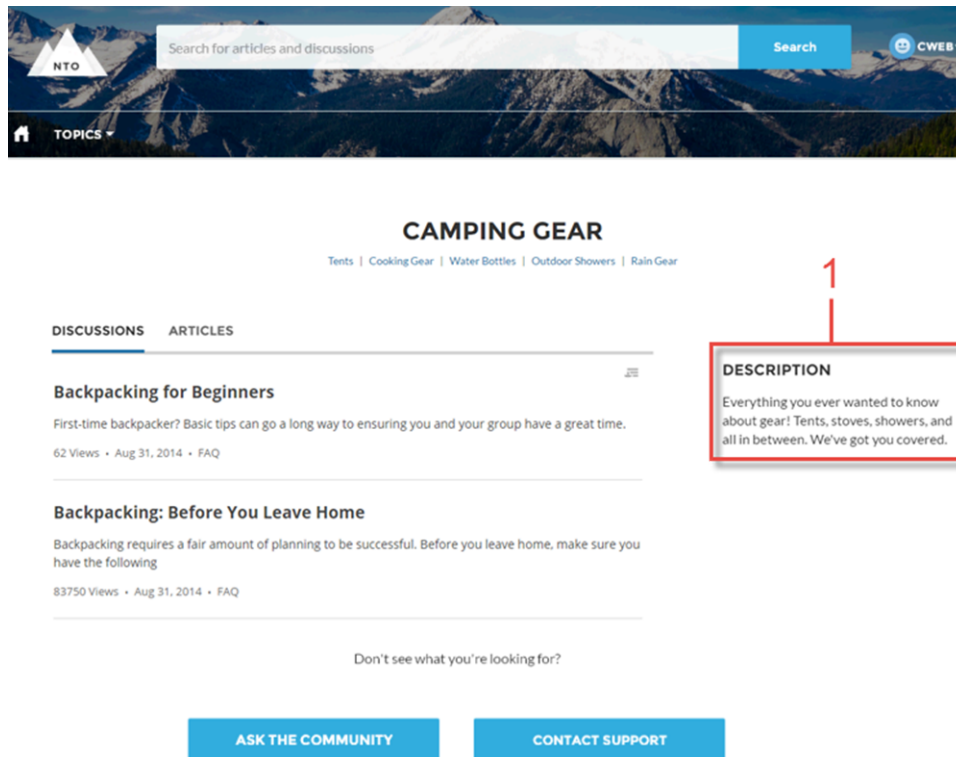 NTO
Search for articles and discussions
Search
CWEB
TOPICS
CAMPING GEAR
Tents | Cooking Gear | Water Bottles | Outdoor Showers | Rain Gear
1
DISCUSSIONS ARTICLES
Backpacking for Beginners
First-time backpacker? Basic tips can go a long way to ensuring you and your group have a great time.
62 Views • Aug 31, 2014 • FAQ
Backpacking: Before You Leave Home
Backpacking requires a fair amount of planning to be successful. Before you leave home, make sure you
have the following
83750 Views • Aug 31, 2014 • FAQ
DESCRIPTION
Everything you ever wanted to know
about gear! Tents, stoves, showers, and
all in between. We've got you covered.
Don't see what you're looking for?
ASK THE COMMUNITY
CONTACT SUPPORT